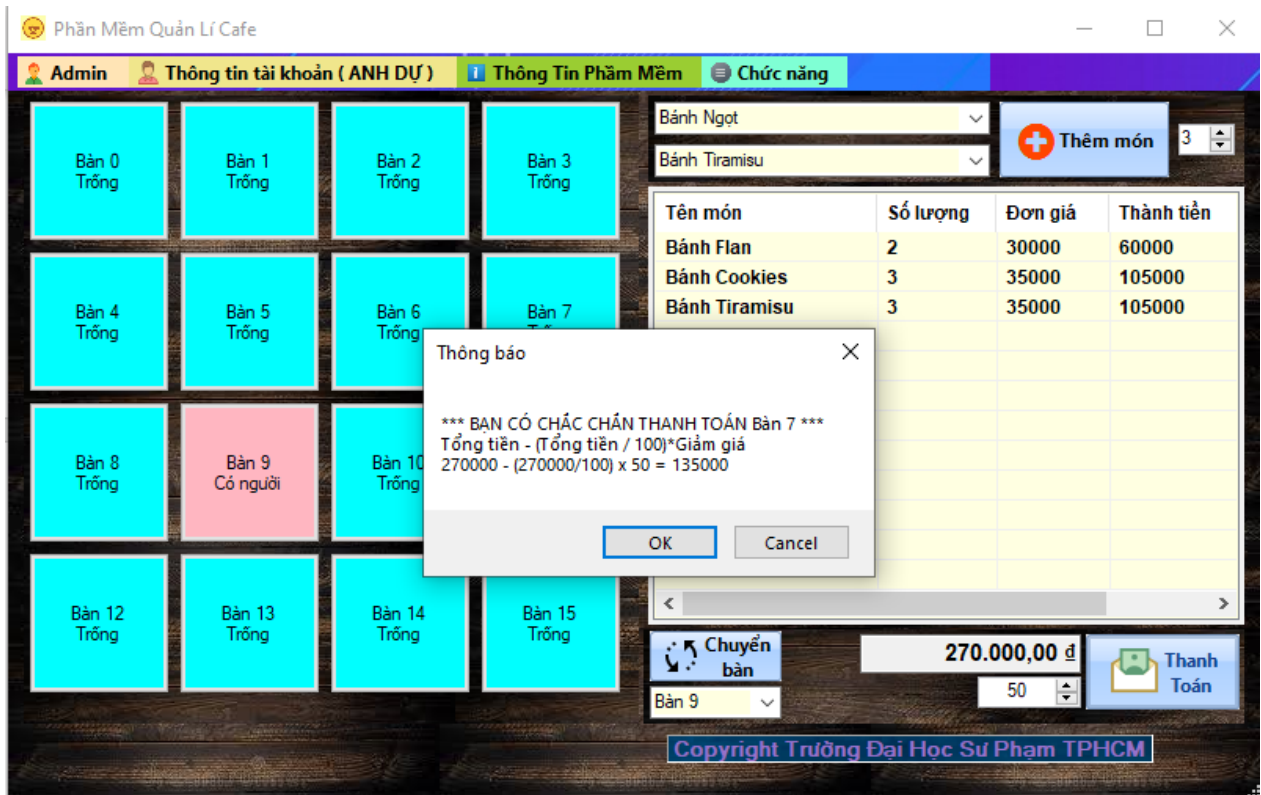 Phần Mềm Quản Lí Cafe
Admin Thông tin tài khoản ( ANH DỰ ) Thông Tin Phầm Mềm Chức năng
Bàn 0
Trống
Bàn 1
Trống
Bàn 2
Trống
Bàn 3
Trống
Bàn 4
Trống
Bàn 5
Trống
Bàn 6
Trống
Bàn 7
Bàn 8
Trống
Bàn 9
Có người
Bàn 10
Trống
Bàn 12
Trống
Bàn 13
Trống
Bàn 14
Trống
Bàn 15
Trống
Bánh Ngọt
Bánh Tiramisu
Thêm món
3
Tên món Số lượng Đơn giá Thành tiền
Bánh Flan 2 30000 60000
Bánh Cookies 3 35000 105000
Bánh Tiramisu 3 35000 105000
Thông báo
*** BẠN CÓ CHẮC CHẮN THANH TOÁN Bàn 7 ***
Tổng tiền - (Tổng tiền / 100)*Giảm giá
270000 - (270000/100) x 50 = 135000
OK Cancel
Chuyển
bàn
Bàn 9
270.000,00 ₫
50
Thanh
Toán
Copyright Trường Đại Học Sư Phạm TPHCM